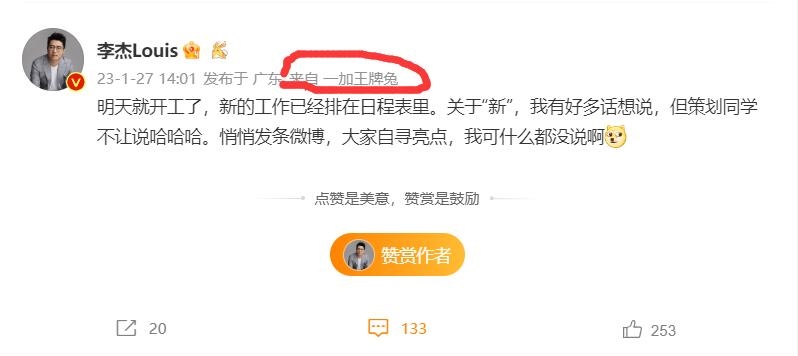 李杰Louis
23-1-27 14:01 发布于 广东 来自 一加王牌兔
明天就开工了，新的工作已经排在日程表里。关于“新”，我有好多话想说，但策划同学
不让说哈哈哈。悄悄发条微博，大家自寻亮点，我可什么都没说啊
点赞是美意，赞赏是鼓励
赞赏作者
20 133 253